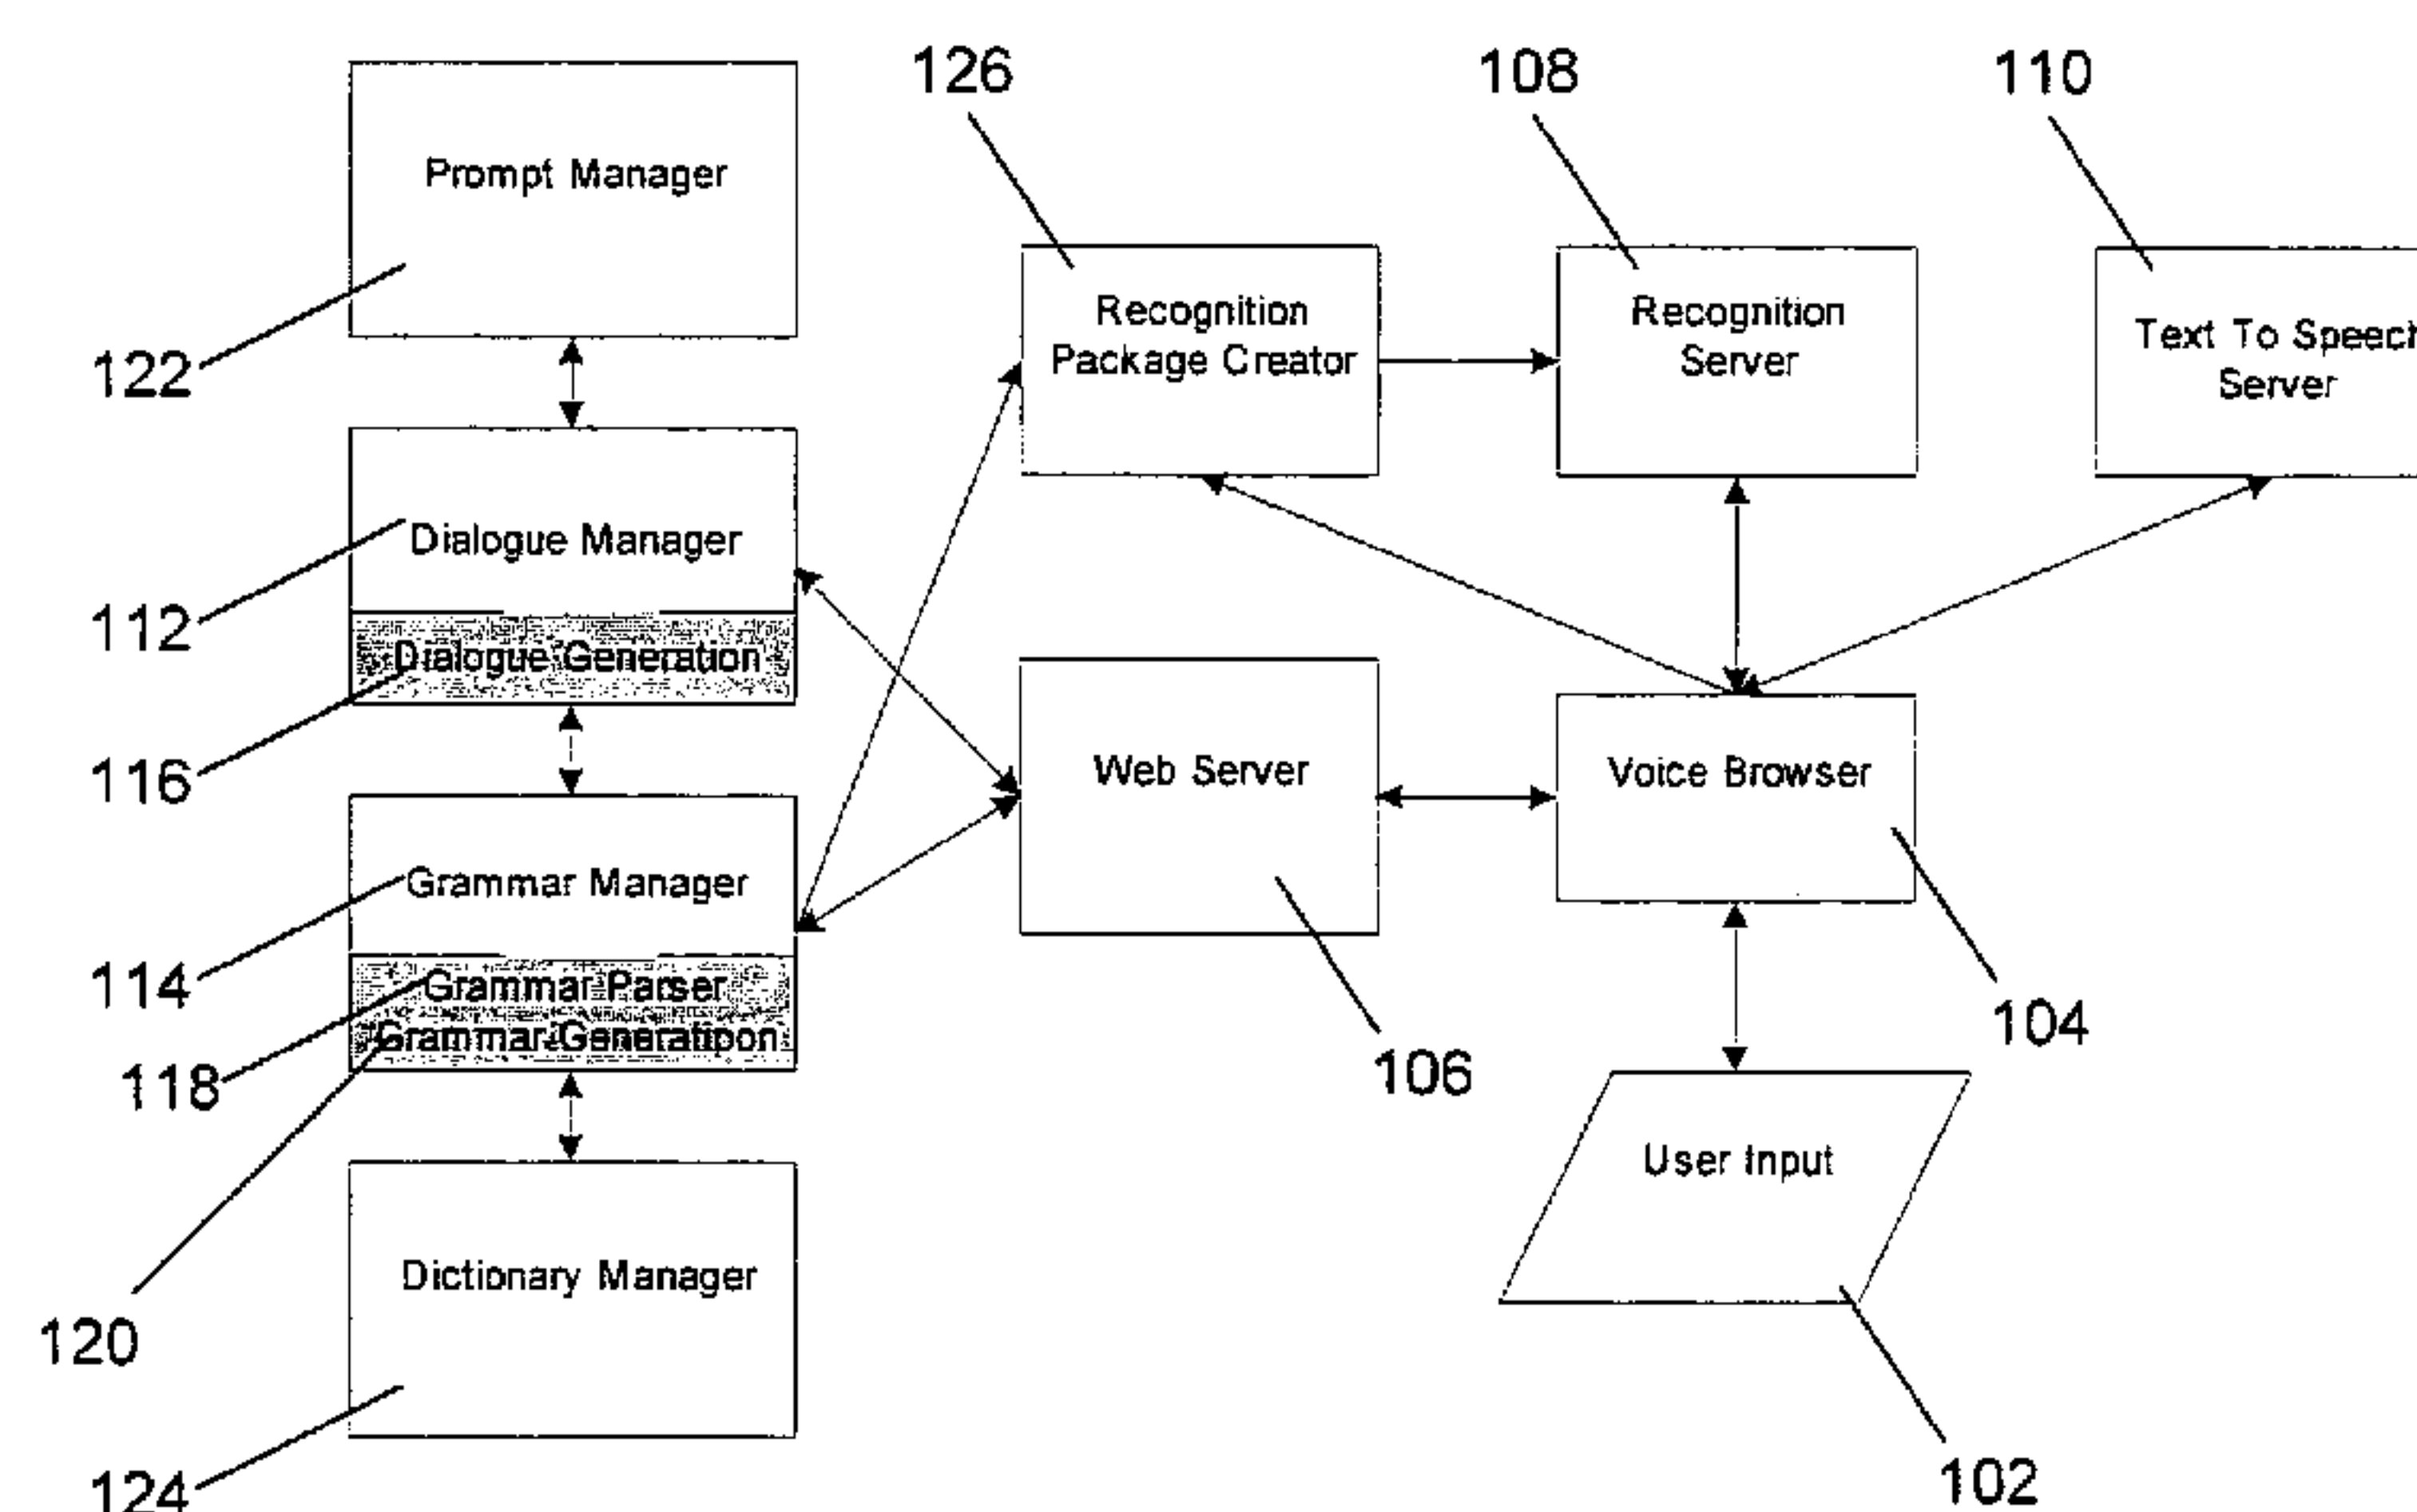 126
108
110
Prompt Manager
122
Recognition
Package Creator
Recognition
Server
Text To Speech
Server
Dialogue Manager
112
Dialogue Generation
116
Web Server
Voice Browser
Grammar Manager
114
Grammar Parser
Grammar Generatipon
118
106
104
User Input
Dictionary Manager
120
124
102